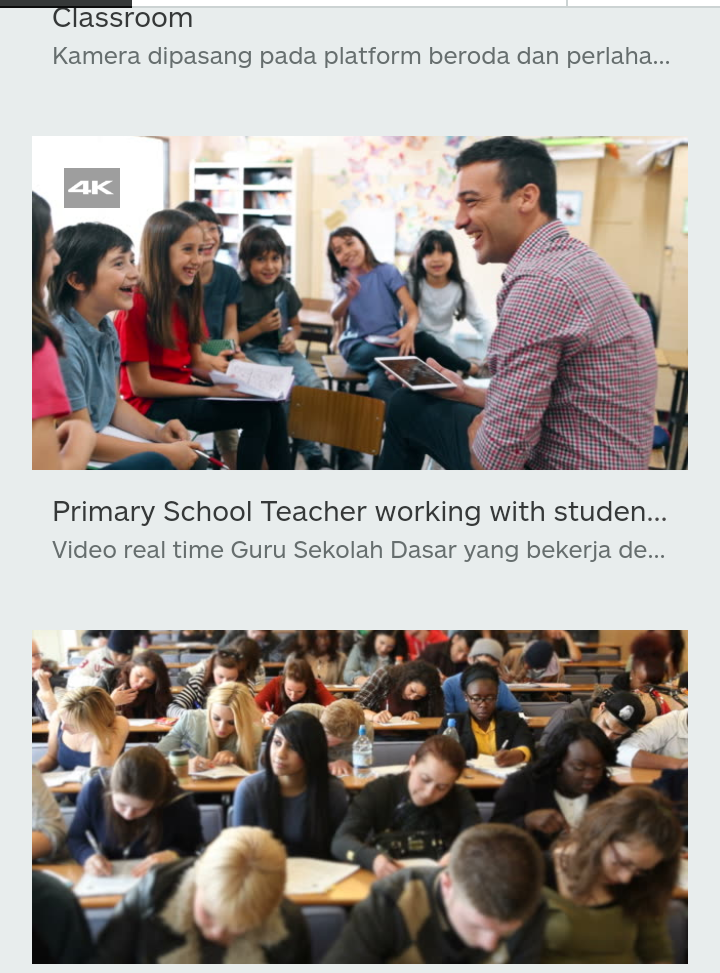 Classroom
Kamera dipasang pada platform beroda dan perlaha...
4K
Primary School Teacher working with studen...
Video real time Guru Sekolah Dasar yang bekerja de...